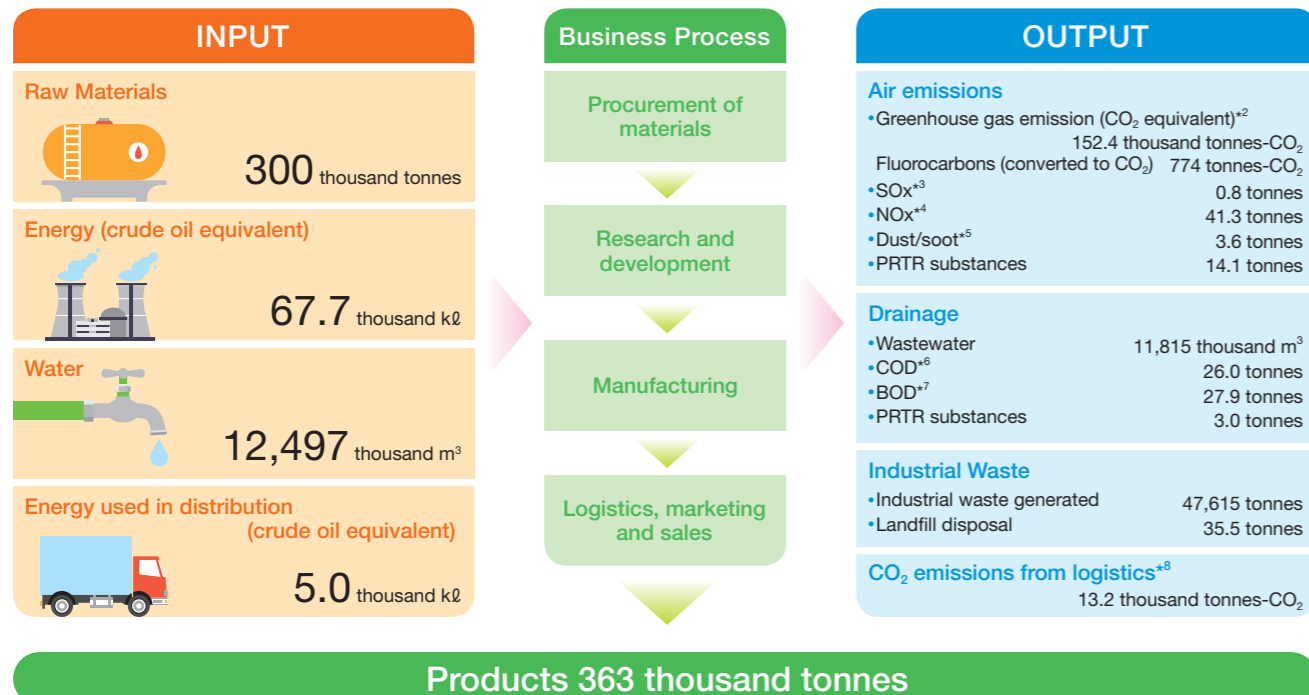 INPUT
Raw Materials
300 thousand tonnes
Energy (crude oil equivalent)
67.7 thousand kℓ
Water
12,497 thousand m³
Energy used in distribution
(crude oil equivalent)
5.0 thousand kℓ
Business Process
Procurement of
materials
Research and
development
Manufacturing
Logistics, marketing
and sales
OUTPUT
Air emissions
•Greenhouse gas emission (CO₂ equivalent)*²
152.4 thousand tonnes-CO₂
Fluorocarbons (converted to CO₂) 774 tonnes-CO₂
•SOx*³ 0.8 tonnes
•NOx*⁴ 41.3 tonnes
•Dust/soot*⁵ 3.6 tonnes
•PRTR substances 14.1 tonnes
Drainage
•Wastewater 11,815 thousand m³
•COD*⁶ 26.0 tonnes
•BOD*⁷ 27.9 tonnes
•PRTR substances 3.0 tonnes
Industrial Waste
•Industrial waste generated 47,615 tonnes
•Landfill disposal 35.5 tonnes
CO₂ emissions from logistics*⁸
13.2 thousand tonnes-CO₂
Products 363 thousand tonnes